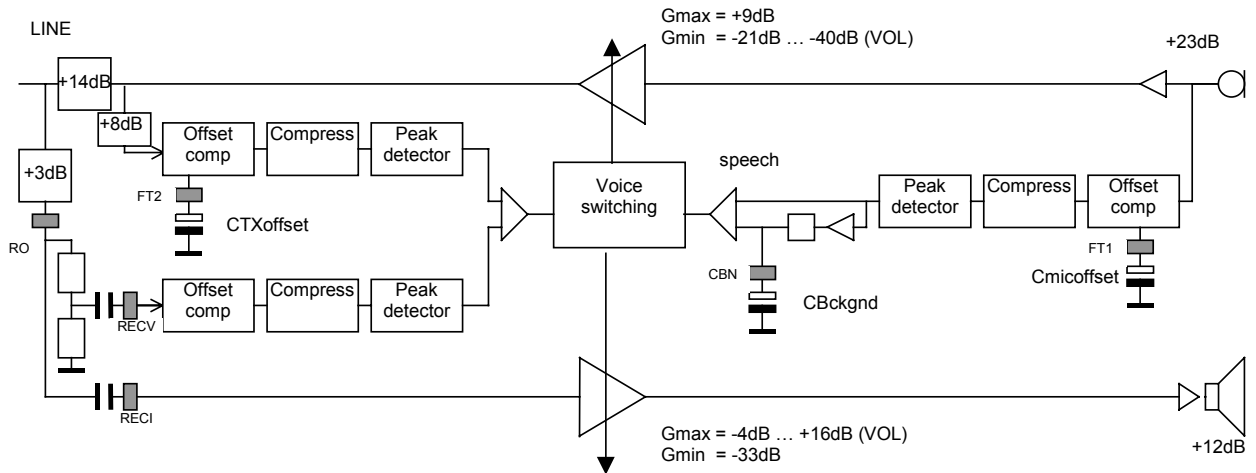 Gmax = +9dB
Gmin = -21dB … -40dB (VOL)
LINE
+23dB
+14dB
+8dB
Offset
comp
Compress
Peak
detector
+3dB
speech
Voice
switching
Peak
detector
Compress
Offset
comp
FT2
CTXoffset
RO
CBN
CBckgnd
FT1
Cmicoffset
Offset
comp
Compress
Peak
detector
RECV
RECI
Gmax = -4dB … +16dB (VOL)
Gmin = -33dB
+12dB